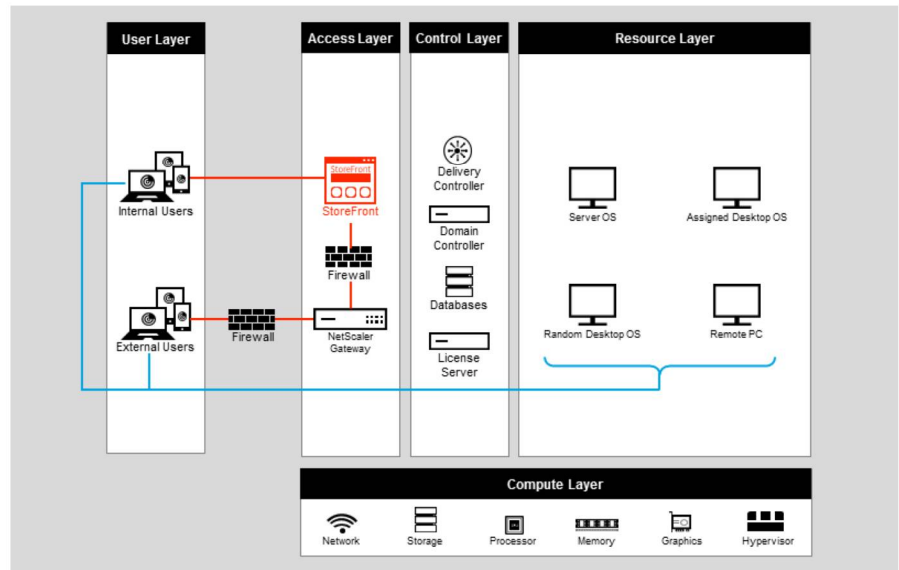 User Layer
Access Layer
Control Layer
Resource Layer
Internal Users
StoreFront
StoreFront
Firewall
External Users
Firewall
NetScaler
Gateway
Delivery
Controller
Domain
Controller
Databases
License
Server
Server OS
Assigned Desktop OS
Random Desktop OS
Remote PC
Compute Layer
Network
Storage
Processor
Memory
Graphics
Hypervisor